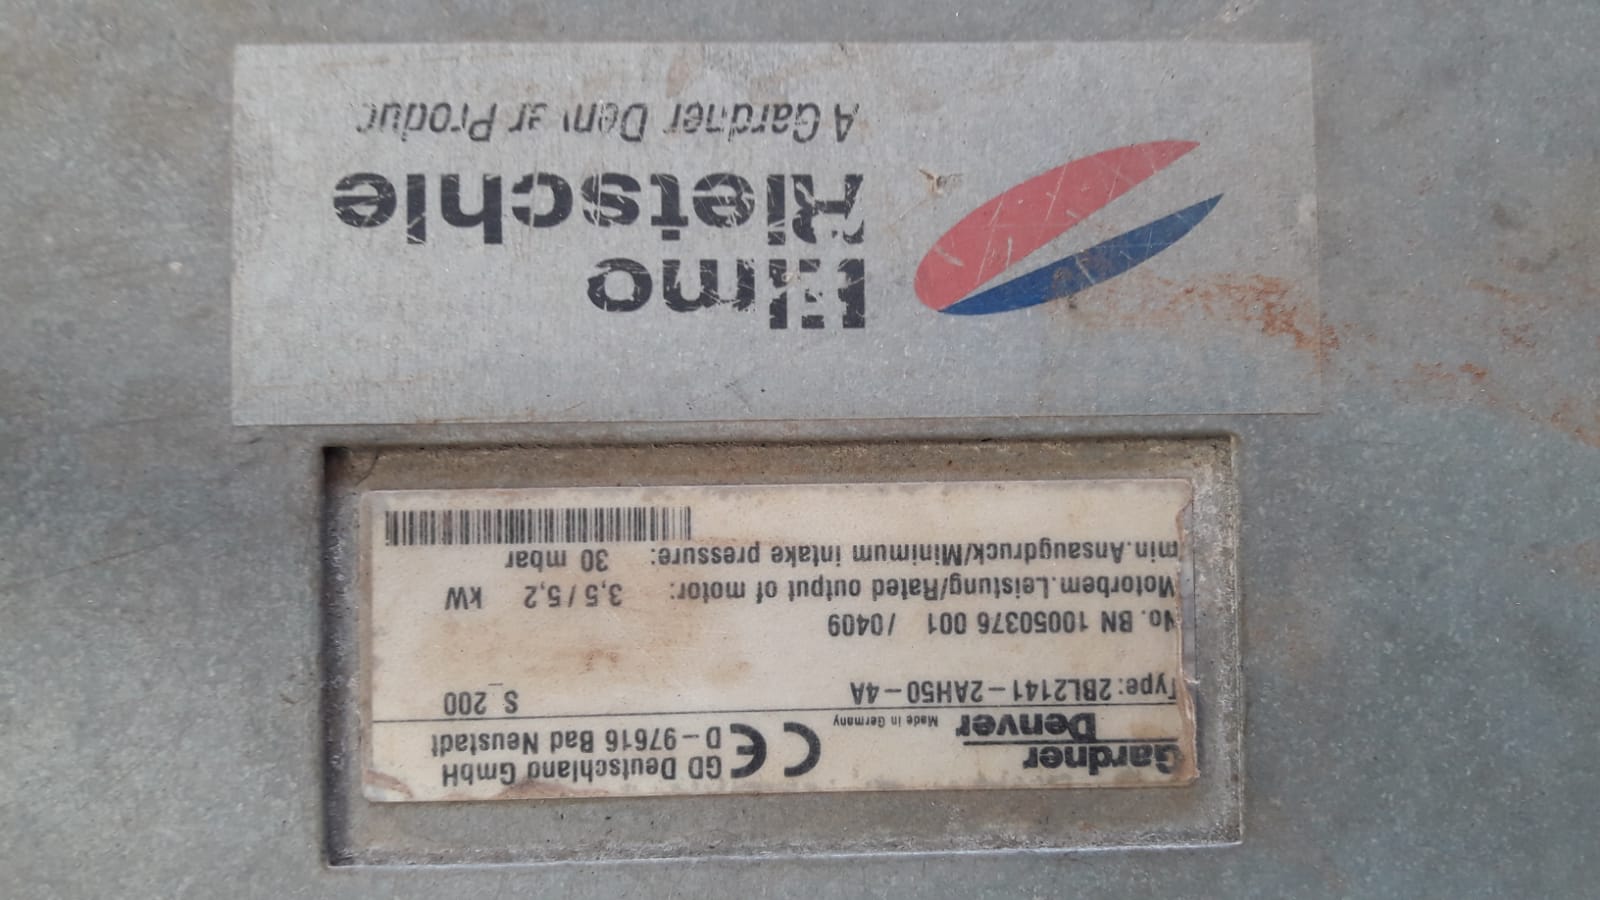 Gardner
Denver
Made in Germany
CE
GD Deutschland GmbH
D-97616 Bad Neustadt
Type: 2BL2141-2AH50-4A S_200
No. BN 10050376 001 /0409
Motorbem.Leistung/Rated output of motor: 3,5/5,2 kW
min.Ansaugdruck/Minimum intake pressure: 30 mbar
Elmo
Rietschle
A Gardner Denver Produc